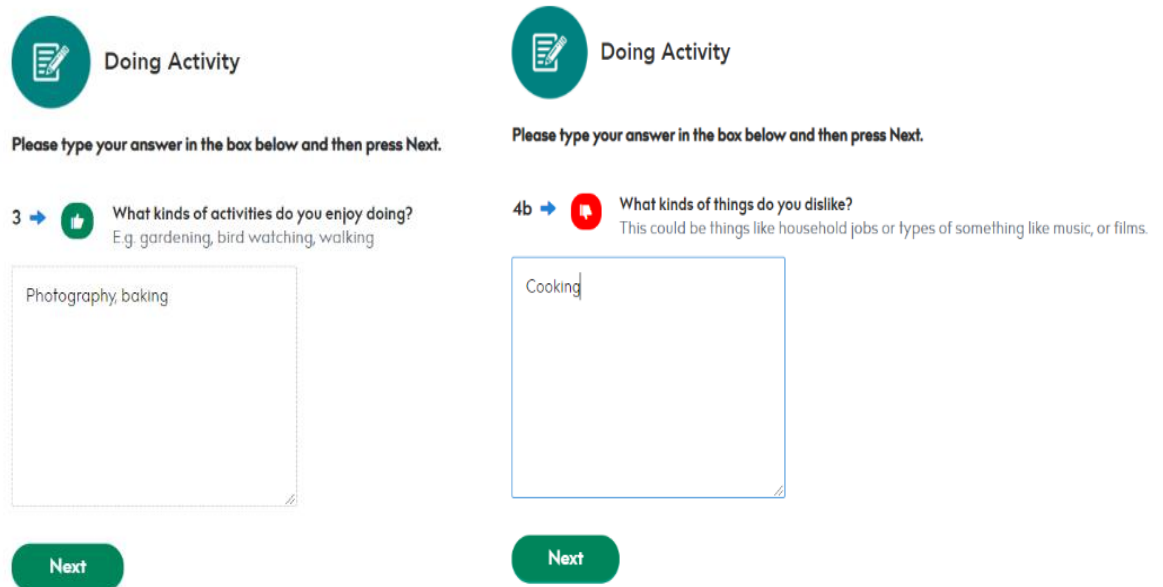 Doing Activity
Please type your answer in the box below and then press Next.
3
What kinds of activities do you enjoy doing?
E.g. gardening, bird watching, walking
Photography, baking
Next
Doing Activity
Please type your answer in the box below and then press Next.
4b
What kinds of things do you dislike?
This could be things like household jobs or types of something like music, or films.
Cooking
Next